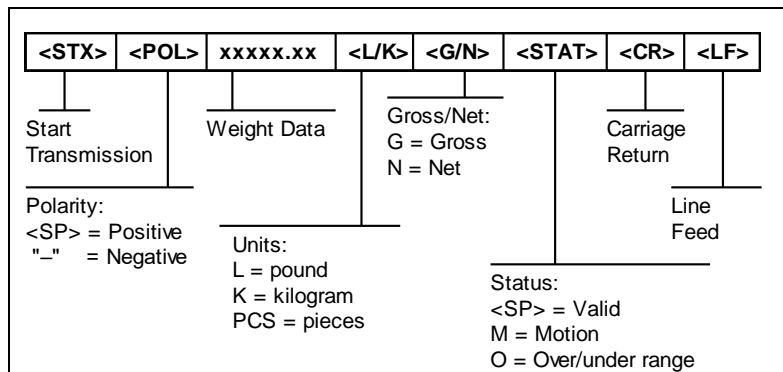 <STX> <POL> xxxxx.xx <L/K> <G/N> <STAT> <CR> <LF>
Start
Transmission
Weight Data
Gross/Net:
G = Gross
N = Net
Carriage
Return
Polarity:
<SP> = Positive
"–" = Negative
Line
Feed
Units:
L = pound
K = kilogram
PCS = pieces
Status:
<SP> = Valid
M = Motion
O = Over/under range